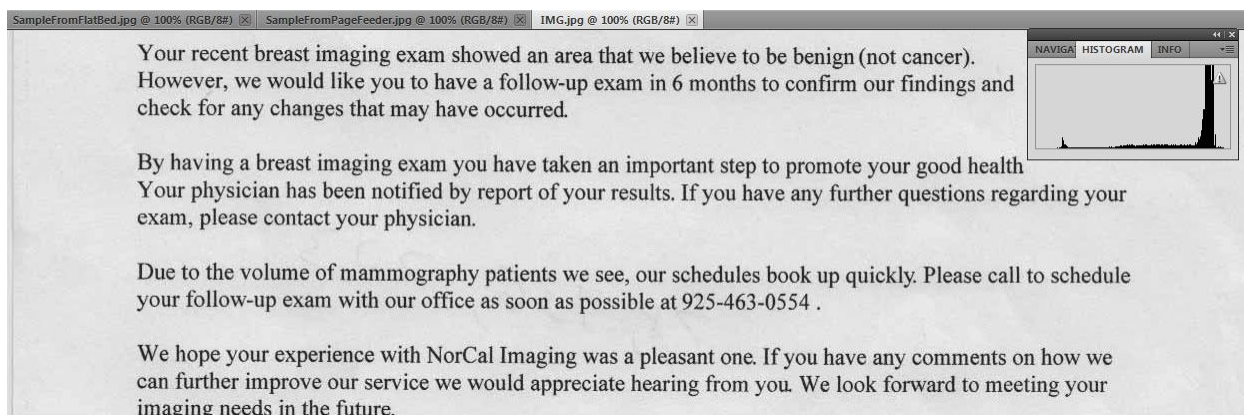 SampleFromFlatBed.jpg @ 100% (RGB/8#) SampleFromPageFeeder.jpg @ 100% (RGB/8#) IMG.jpg @ 100% (RGB/8#)
NAVIGA HISTOGRAM INFO
Your recent breast imaging exam showed an area that we believe to be benign (not cancer).
However, we would like you to have a follow-up exam in 6 months to confirm our findings and
check for any changes that may have occurred.
By having a breast imaging exam you have taken an important step to promote your good health
Your physician has been notified by report of your results. If you have any further questions regarding your
exam, please contact your physician.
Due to the volume of mammography patients we see, our schedules book up quickly. Please call to schedule
your follow-up exam with our office as soon as possible at 925-463-0554 .
We hope your experience with NorCal Imaging was a pleasant one. If you have any comments on how we
can further improve our service we would appreciate hearing from you. We look forward to meeting your
imaging needs in the future.